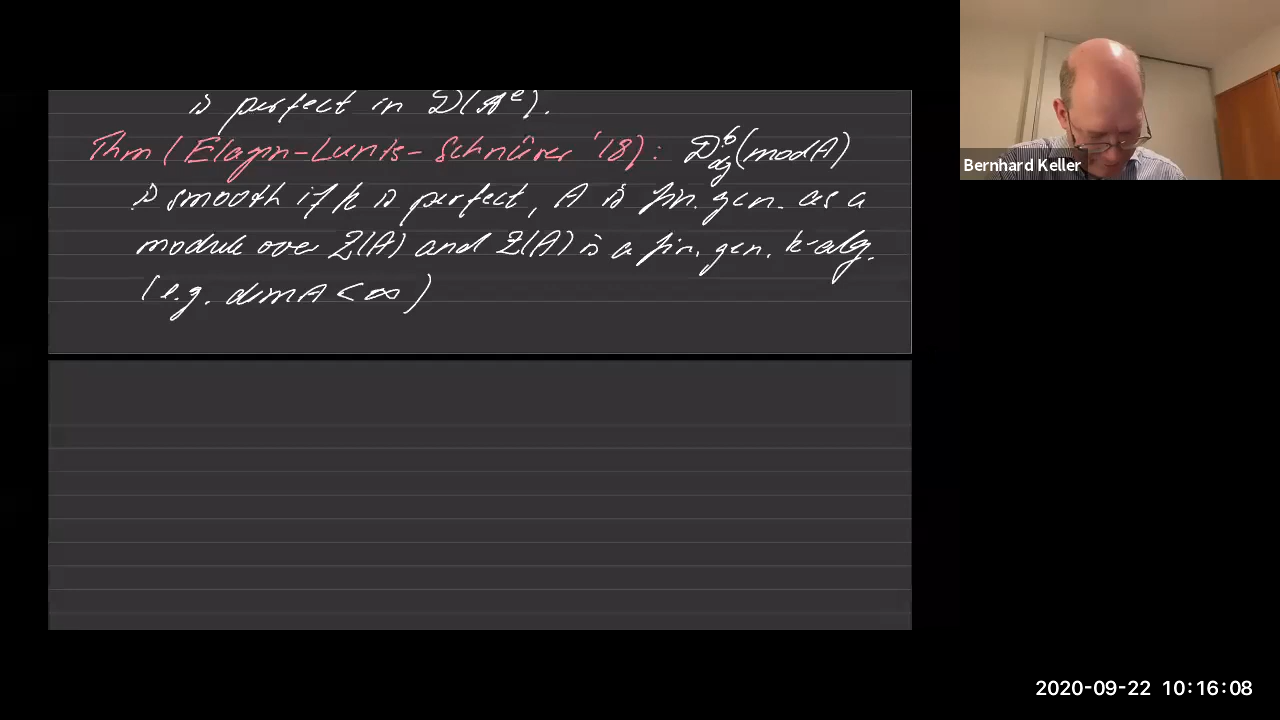 is perfect in D(A^e).
Thm (Elagin-Lunts-Schnürer '18): D^b_dg(mod A)
is smooth if k is perfect, A is fin. gen. as a
module over Z(A) and Z(A) is a fin. gen. k-alg.
(e.g. dim A < ∞)
Bernhard Keller
2020-09-22 10:16:08